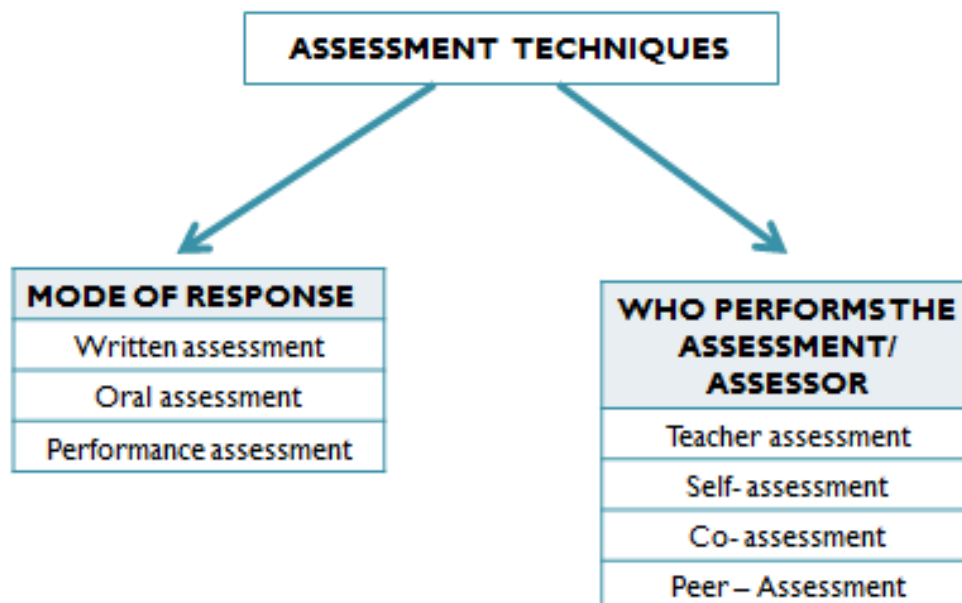 ASSESSMENT TECHNIQUES
MODE OF RESPONSE
Written assessment
Oral assessment
Performance assessment
WHO PERFORMS THE
ASSESSMENT/
ASSESSOR
Teacher assessment
Self- assessment
Co- assessment
Peer – Assessment